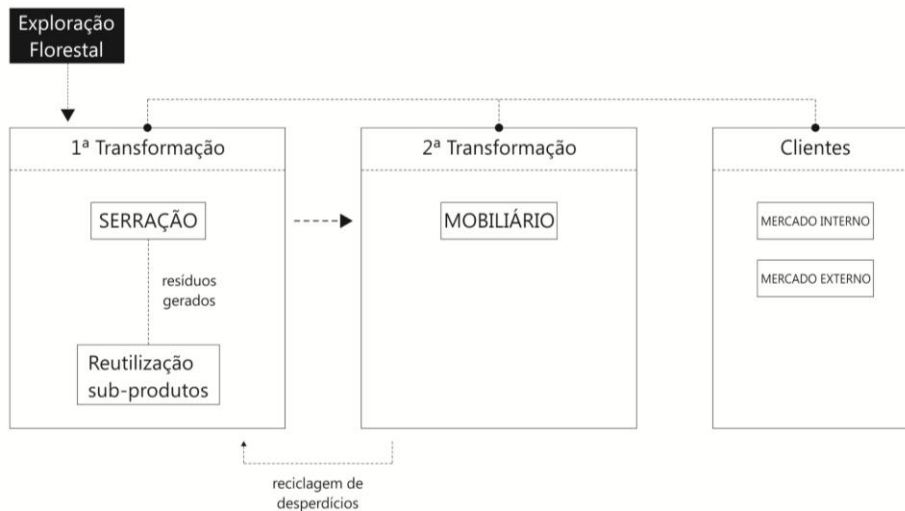 Exploração
Florestal
1ª Transformação
2ª Transformação
Clientes
SERRAÇÃO
MOBILIÁRIO
MERCADO INTERNO
MERCADO EXTERNO
resíduos
gerados
Reutilização
sub-produtos
reciclagem de
desperdícios